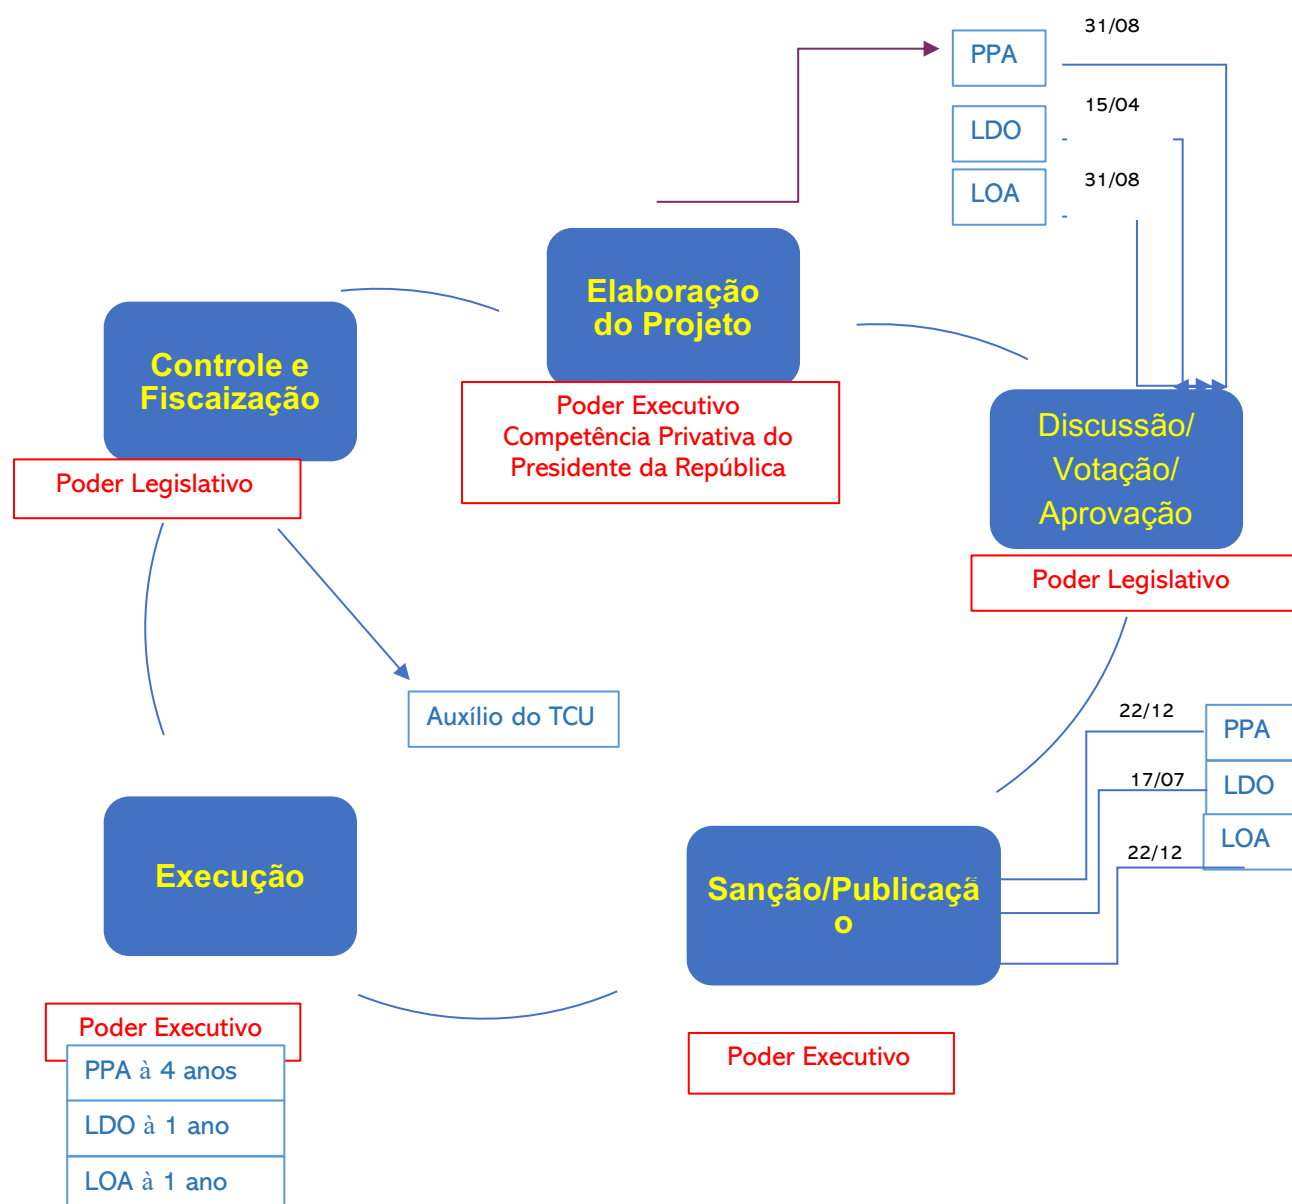 31/08
PPA
15/04
LDO
31/08
LOA
Elaboração
do Projeto
Poder Executivo
Competência Privativa do
Presidente da República
Controle e
Fiscaização
Poder Legislativo
Discussão/
Votação/
Aprovação
Poder Legislativo
Auxílio do TCU
22/12
PPA
17/07
LDO
22/12
LOA
Sanção/Publicaçã
o
Poder Executivo
Execução
Poder Executivo
PPA à 4 anos
LDO à 1 ano
LOA à 1 ano